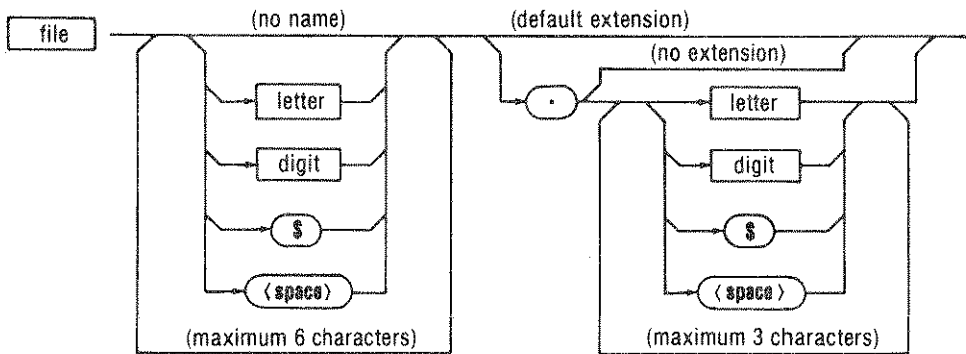 (no name) (default extension)
file
(no extension)
letter . letter
digit digit
$ $
⟨space⟩ ⟨space⟩
(maximum 6 characters) (maximum 3 characters)